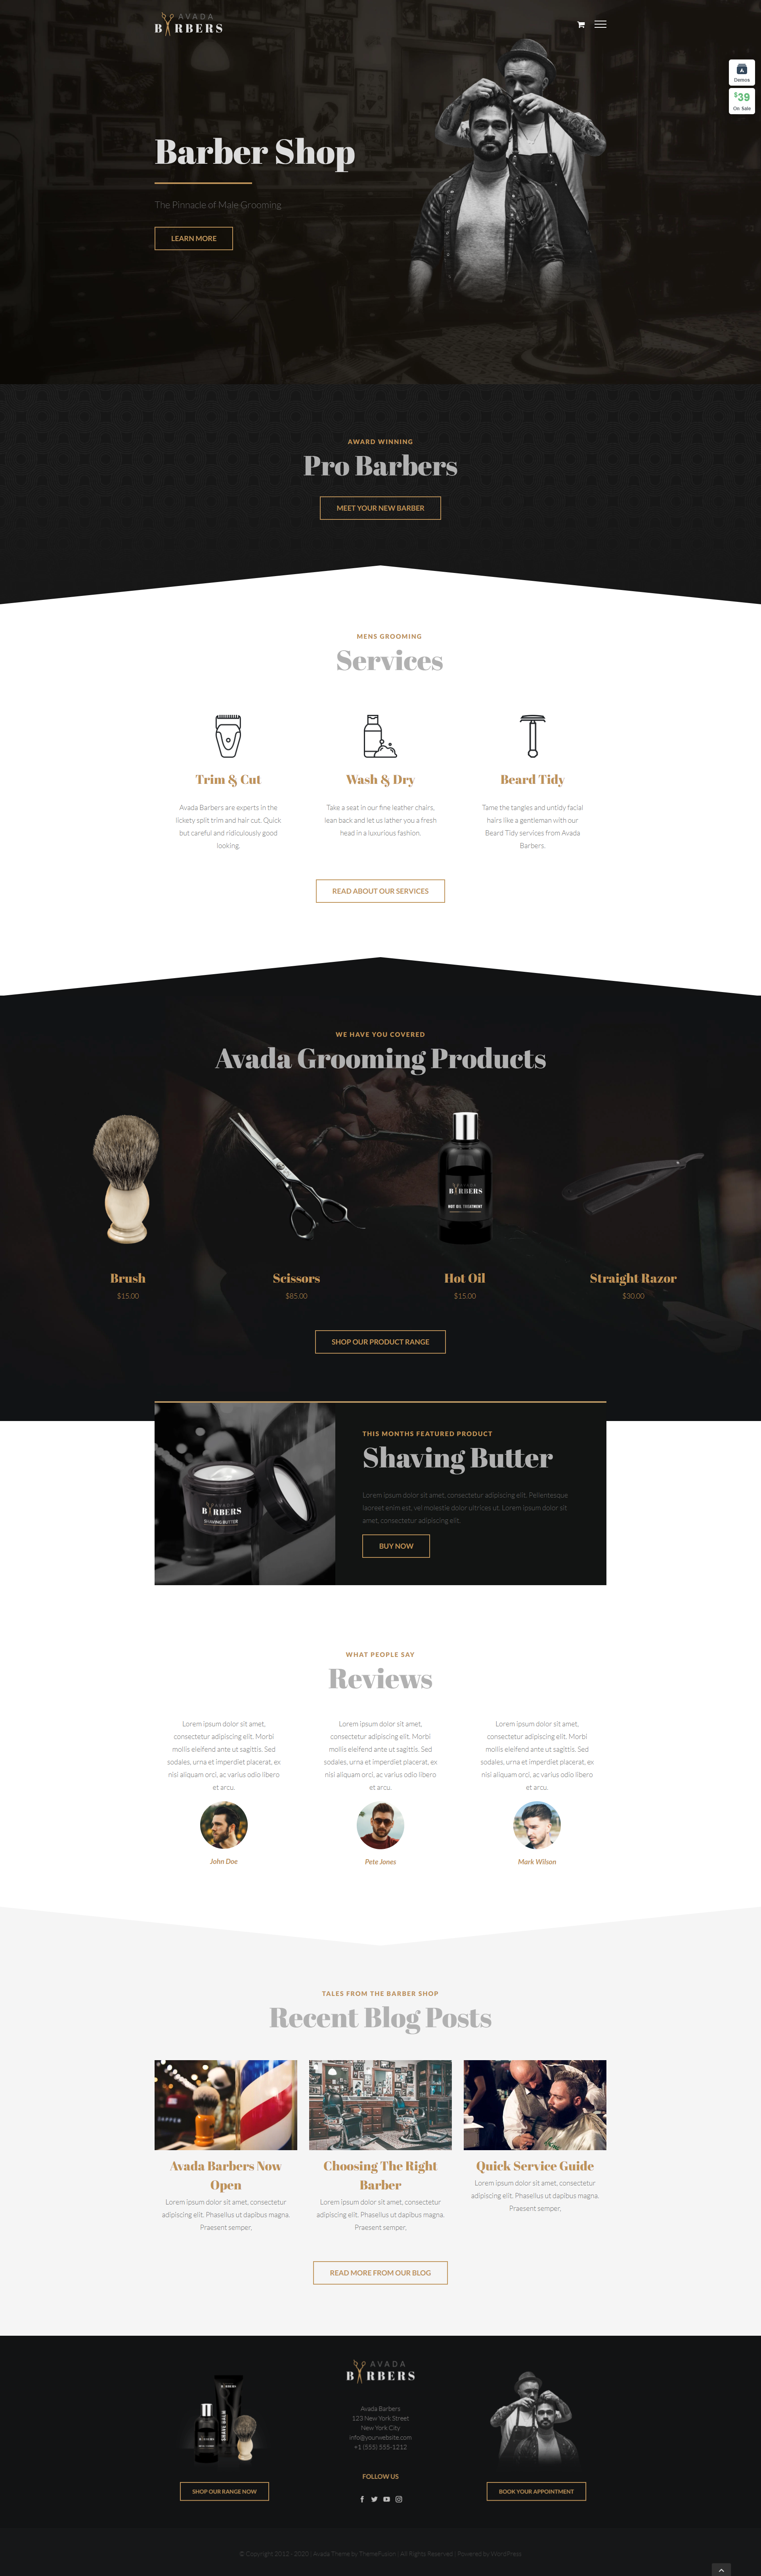 AVADA
BARBERS
Demos
$39
On Sale
Barber Shop
The Pinnacle of Male Grooming
LEARN MORE
AWARD WINNING
Pro Barbers
MEET YOUR NEW BARBER
MENS GROOMING
Services
Trim & Cut
Avada Barbers are experts in the
lickety split trim and hair cut. Quick
but careful and ridiculously good
looking.
Wash & Dry
Take a seat in our fine leather chairs,
lean back and let us lather you a fresh
head in a luxurious fashion.
Beard Tidy
Tame the tangles and untidy facial
hairs like a gentleman with our
Beard Tidy services from Avada
Barbers.
READ ABOUT OUR SERVICES
WE HAVE YOU COVERED
Avada Grooming Products
AVADA
BARBERS
HOT OIL TREATMENT
Brush
$15.00
Scissors
$85.00
Hot Oil
$15.00
Straight Razor
$30.00
SHOP OUR PRODUCT RANGE
AVADA
BARBERS
SHAVING BUTTER
THIS MONTHS FEATURED PRODUCT
Shaving Butter
Lorem ipsum dolor sit amet, consectetur adipiscing elit. Pellentesque
laoreet enim est, vel molestie dolor ultrices ut. Lorem ipsum dolor sit
amet, consectetur adipiscing elit.
BUY NOW
WHAT PEOPLE SAY
Reviews
Lorem ipsum dolor sit amet,
consectetur adipiscing elit. Morbi
mollis eleifend ante ut sagittis. Sed
sodales, urna et imperdiet placerat, ex
nisi aliquam orci, ac varius odio libero
et arcu.
John Doe
Lorem ipsum dolor sit amet,
consectetur adipiscing elit. Morbi
mollis eleifend ante ut sagittis. Sed
sodales, urna et imperdiet placerat, ex
nisi aliquam orci, ac varius odio libero
et arcu.
Pete Jones
Lorem ipsum dolor sit amet,
consectetur adipiscing elit. Morbi
mollis eleifend ante ut sagittis. Sed
sodales, urna et imperdiet placerat, ex
nisi aliquam orci, ac varius odio libero
et arcu.
Mark Wilson
TALES FROM THE BARBER SHOP
Recent Blog Posts
Avada Barbers Now
Open
Lorem ipsum dolor sit amet, consectetur
adipiscing elit. Phasellus ut dapibus magna.
Praesent semper,
Choosing The Right
Barber
Lorem ipsum dolor sit amet, consectetur
adipiscing elit. Phasellus ut dapibus magna.
Praesent semper,
Quick Service Guide
Lorem ipsum dolor sit amet, consectetur
adipiscing elit. Phasellus ut dapibus magna.
Praesent semper,
READ MORE FROM OUR BLOG
SHAVE BALM
SHOP OUR RANGE NOW
AVADA
BARBERS
Avada Barbers
123 New York Street
New York City
info@yourwebsite.com
+1 (555) 555-1212
FOLLOW US
BOOK YOUR APPOINTMENT
© Copyright 2012 - 2020 | Avada Theme by ThemeFusion | All Rights Reserved | Powered by WordPress